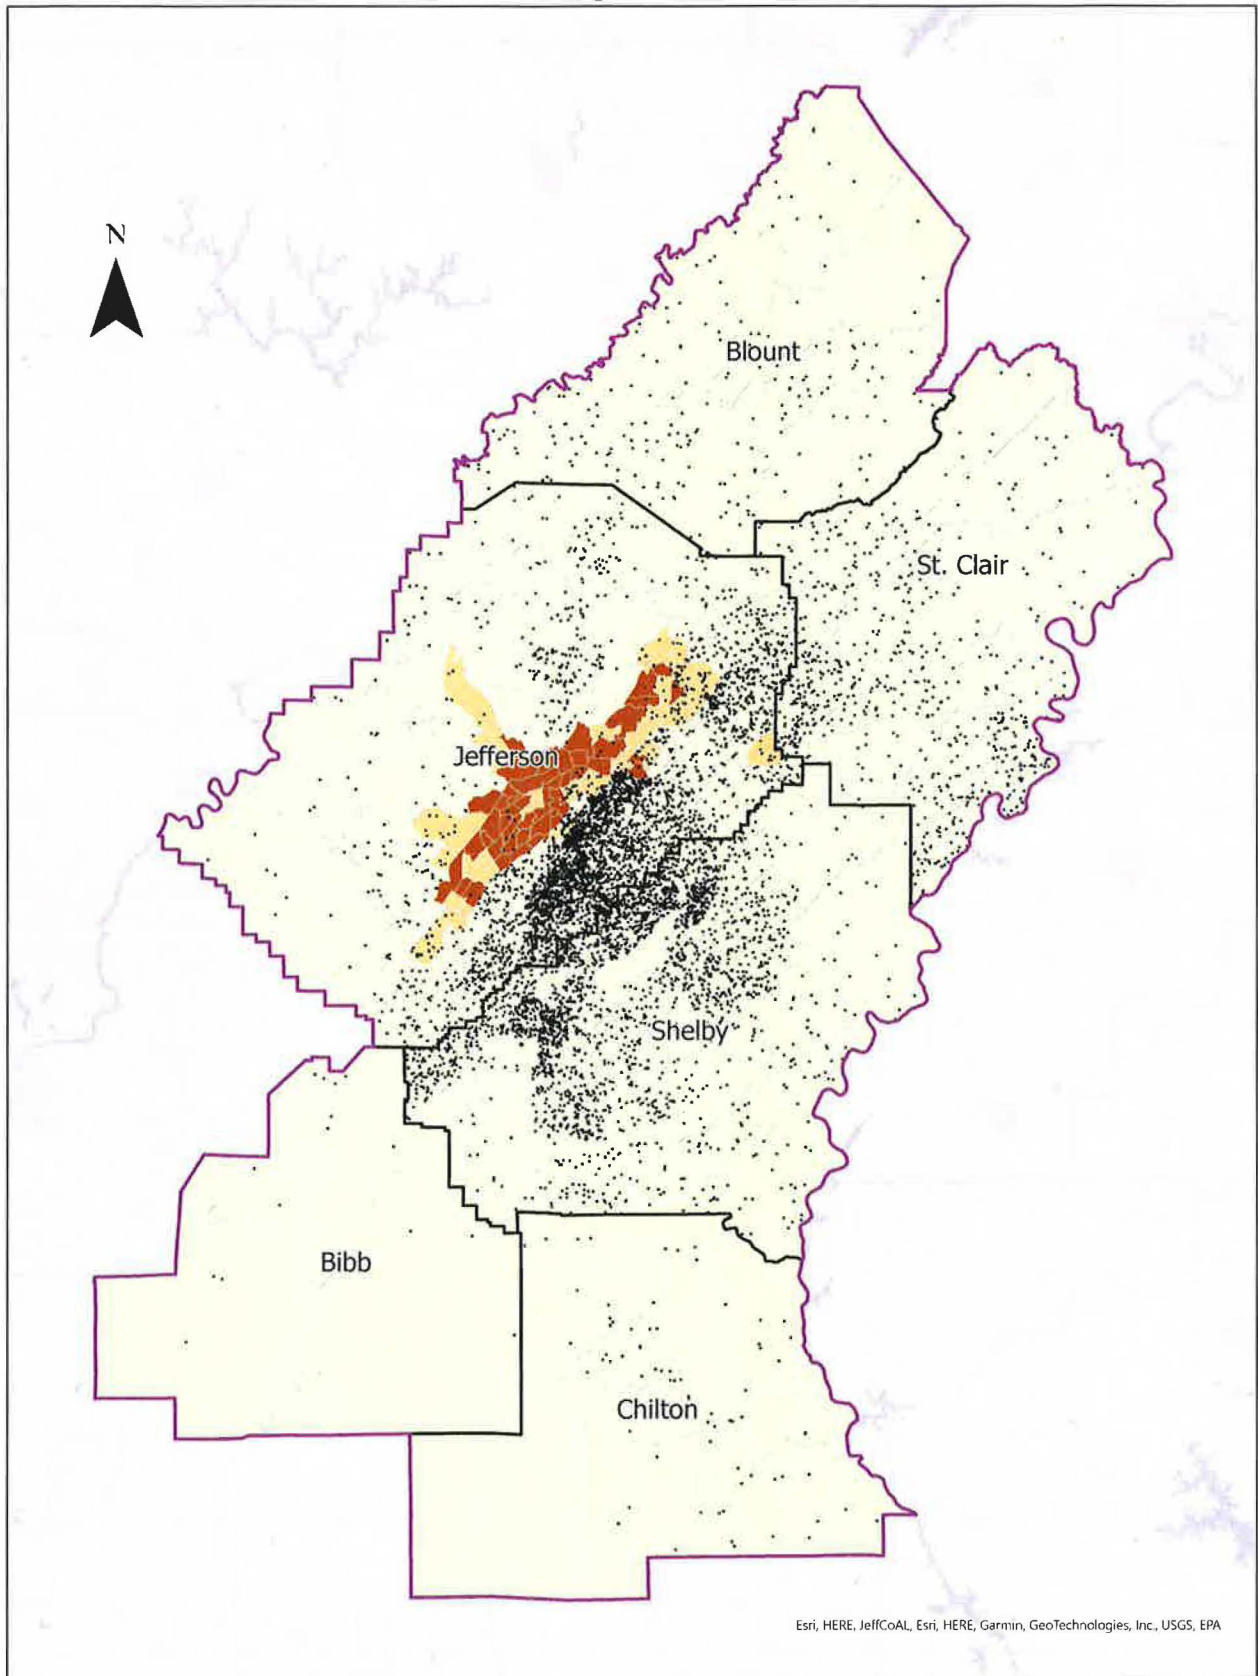 N
Blount
St. Clair
Jefferson
Shelby
Bibb
Chilton
Esri, HERE, JeffCoAL, Esri, HERE, Garmin, GeoTechnologies, Inc., USGS, EPA